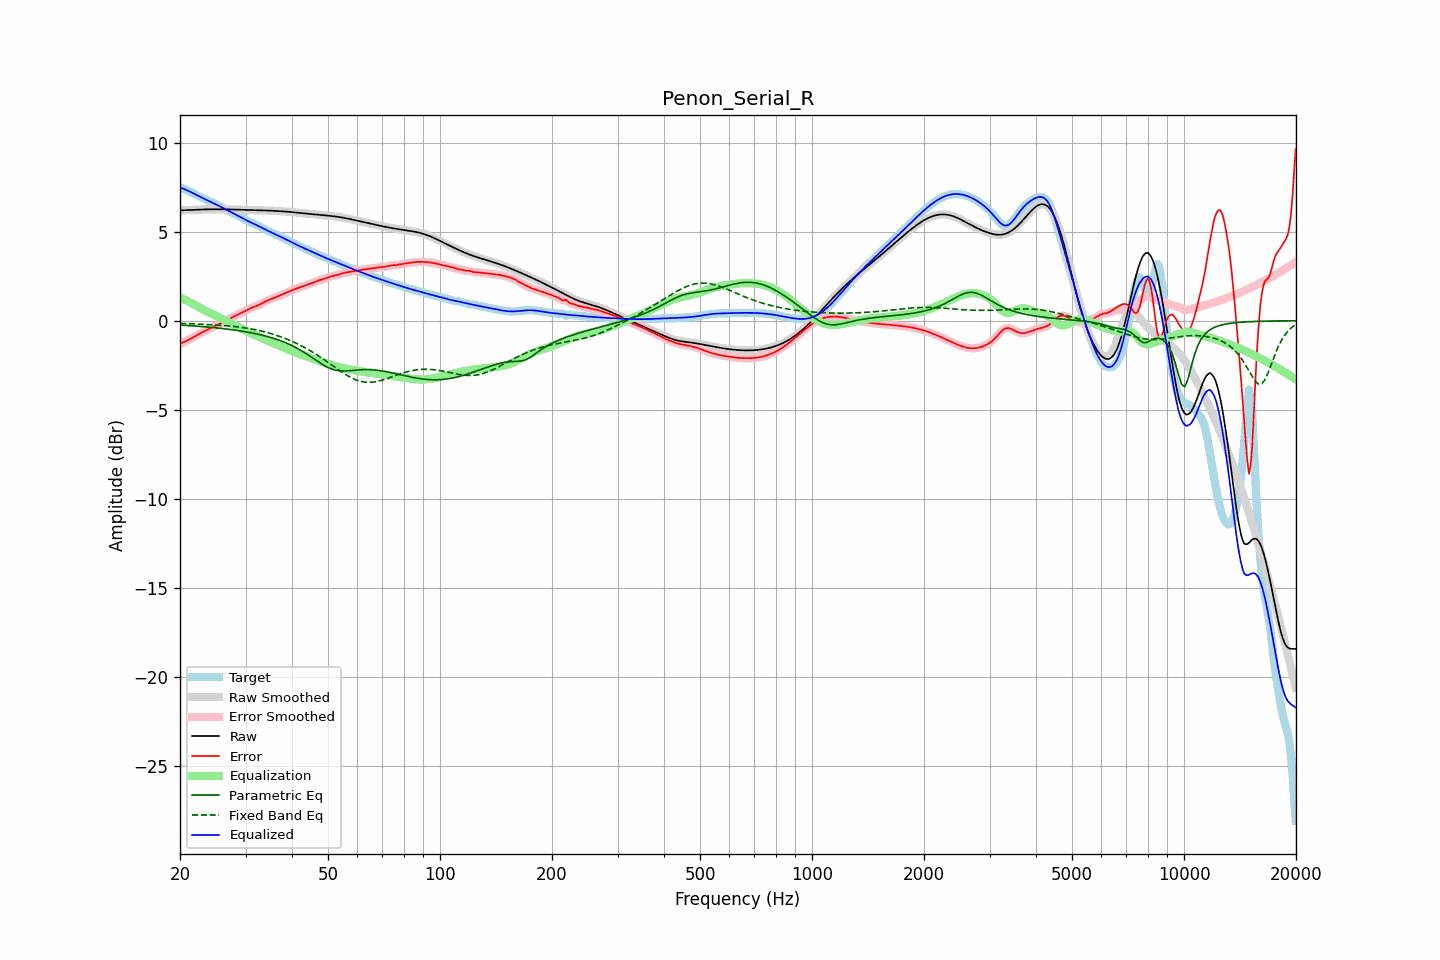 Penon_Serial_R
10
5
0
−5
−10
−15
−20
−25
Amplitude (dBr)
Target
Raw Smoothed
Error Smoothed
Raw
Error
Equalization
Parametric Eq
Fixed Band Eq
Equalized
20 50 100 200 500 1000 2000 5000 10000 20000
Frequency (Hz)